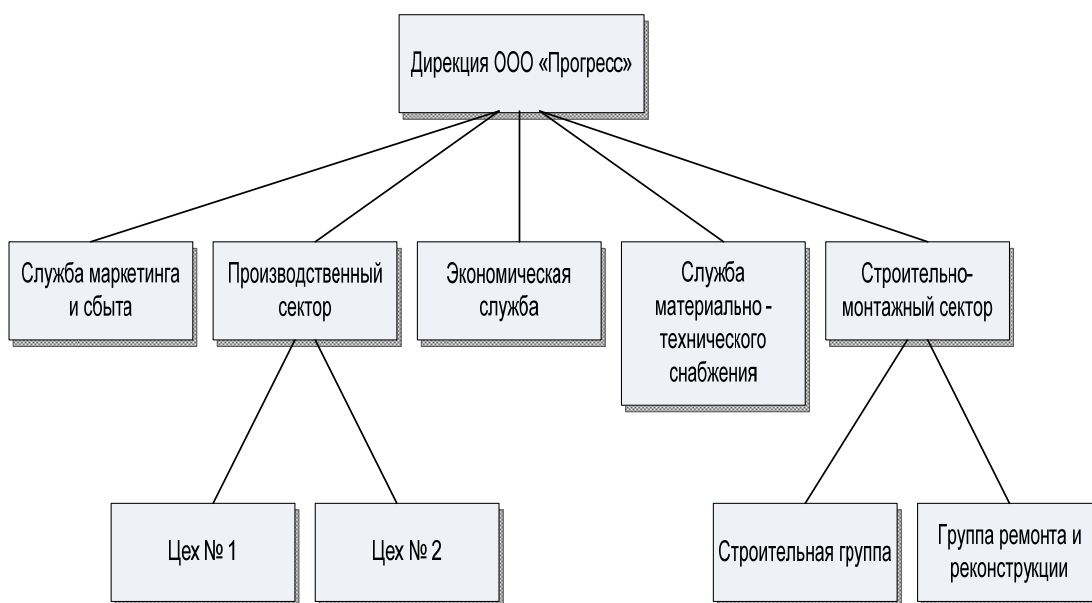 Дирекция ООО «Прогресс»
Служба маркетинга
и сбыта
Производственный
сектор
Экономическая
служба
Служба
материально -
технического
снабжения
Строительно-
монтажный сектор
Цех № 1
Цех № 2
Строительная группа
Группа ремонта и
реконструкции